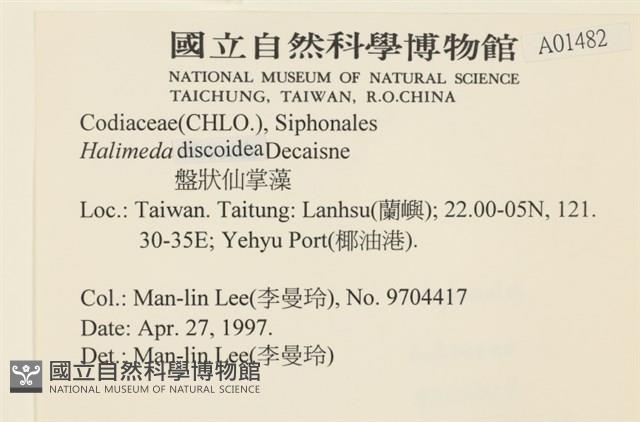 國立自然科學博物館
A01482
NATIONAL MUSEUM OF NATURAL SCIENCE
TAICHUNG, TAIWAN, R.O.CHINA
Codiaceae(CHLO.), Siphonales
Halimeda discoidea Decaisne
盤狀仙掌藻
Loc.: Taiwan. Taitung: Lanhsu(蘭嶼); 22.00-05N, 121.
30-35E; Yehyu Port(椰油港).
Col.: Man-lin Lee(李曼玲), No. 9704417
Date: Apr. 27, 1997.
Det.: Man-lin Lee(李曼玲)
國立自然科學博物館
NATIONAL MUSEUM OF NATURAL SCIENCE